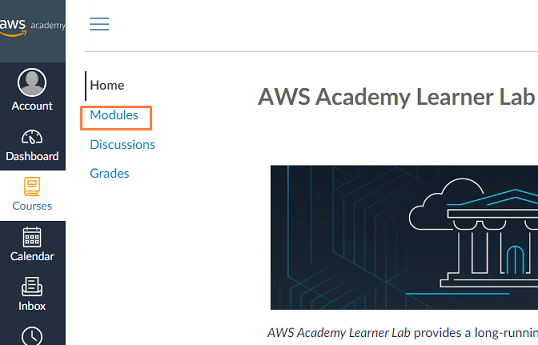 aws academy
Account
Dashboard
Courses
Calendar
Inbox
Home
Modules
Discussions
Grades
AWS Academy Learner Lab
AWS Academy Learner Lab provides a long-runnin